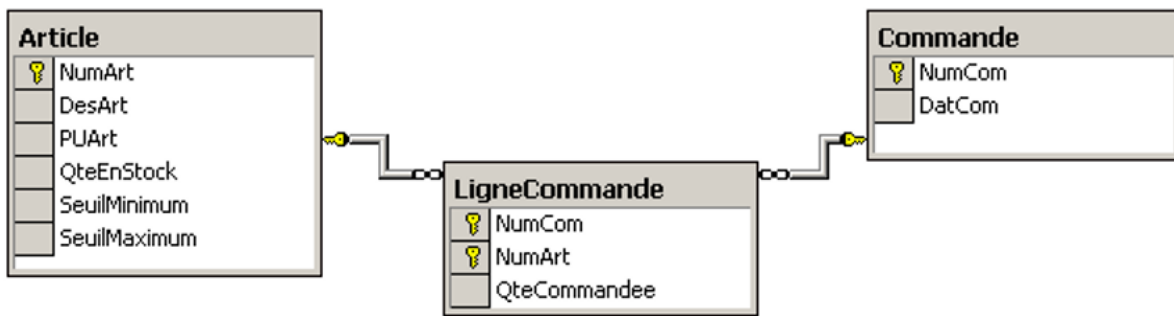 Article
NumArt
DesArt
PUArt
QteEnStock
SeuilMinimum
SeuilMaximum
Commande
NumCom
DatCom
LigneCommande
NumCom
NumArt
QteCommandee